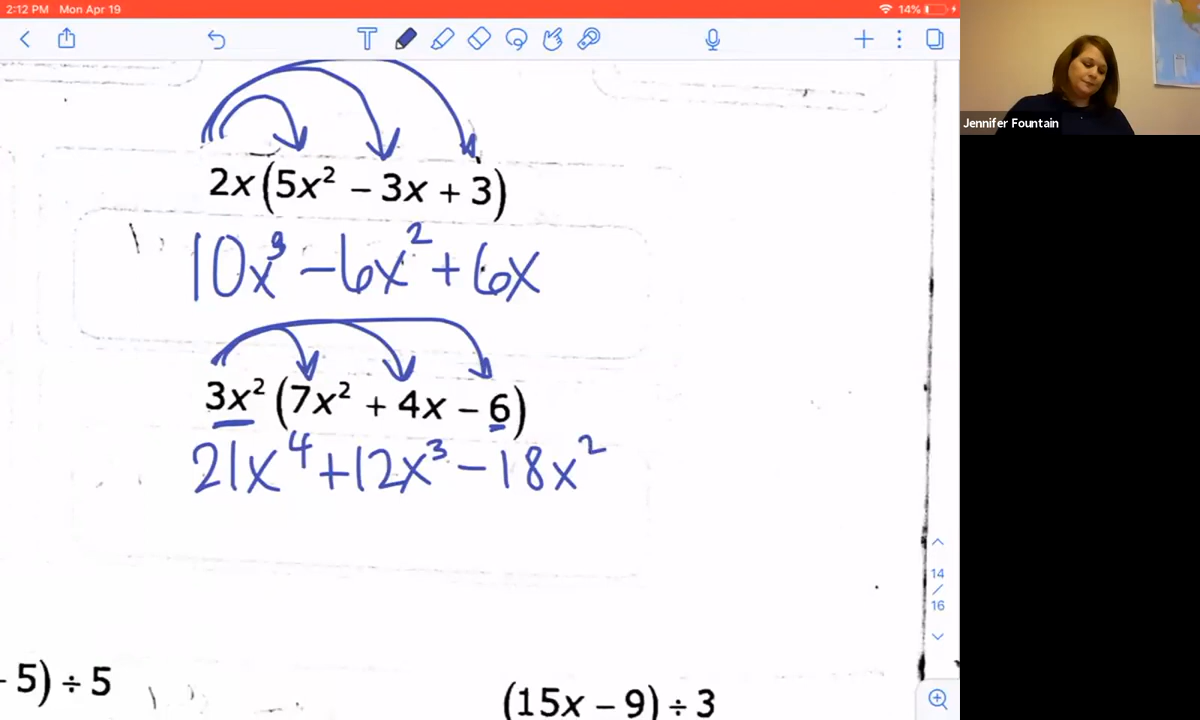 2:12 PM Mon Apr 19
14%
Jennifer Fountain
2x(5x² − 3x + 3)
10x³ − 6x² + 6x
3x² (7x² + 4x − 6)
21x⁴ + 12x³ − 18x²
14
/
16
- 5) ÷ 5
(15x − 9) ÷ 3